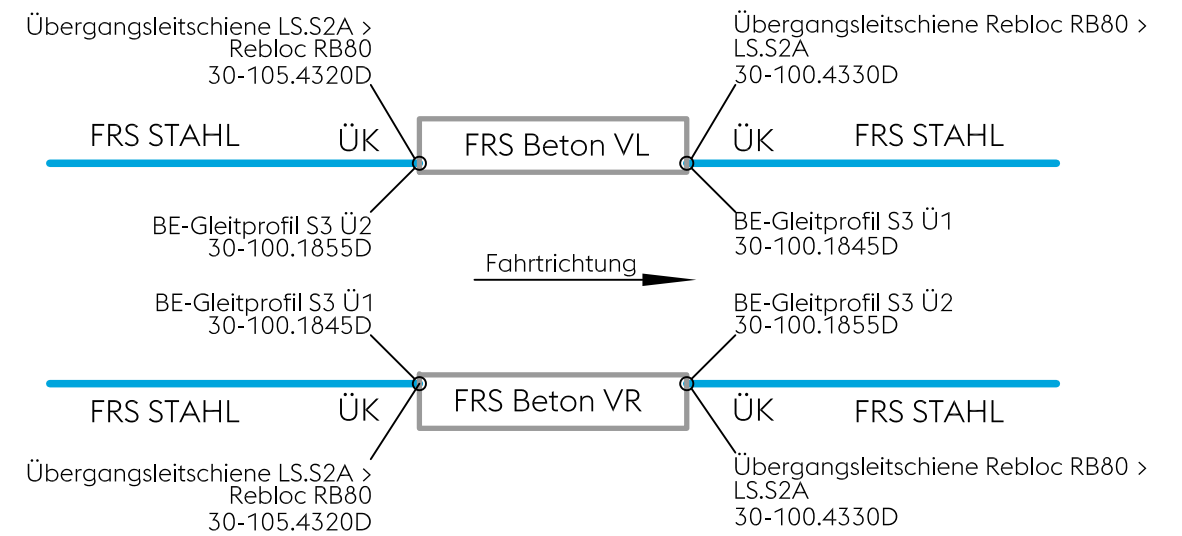 Übergangsleitschiene LS.S2A >
Rebloc RB80
30-105.4320D
Übergangsleitschiene Rebloc RB80 >
LS.S2A
30-100.4330D
FRS STAHL
ÜK
FRS Beton VL
ÜK
FRS STAHL
BE-Gleitprofil S3 Ü2
30-100.1855D
BE-Gleitprofil S3 Ü1
30-100.1845D
Fahrtrichtung
BE-Gleitprofil S3 Ü1
30-100.1845D
BE-Gleitprofil S3 Ü2
30-100.1855D
FRS STAHL
ÜK
FRS Beton VR
ÜK
FRS STAHL
Übergangsleitschiene LS.S2A >
Rebloc RB80
30-105.4320D
Übergangsleitschiene Rebloc RB80 >
LS.S2A
30-100.4330D